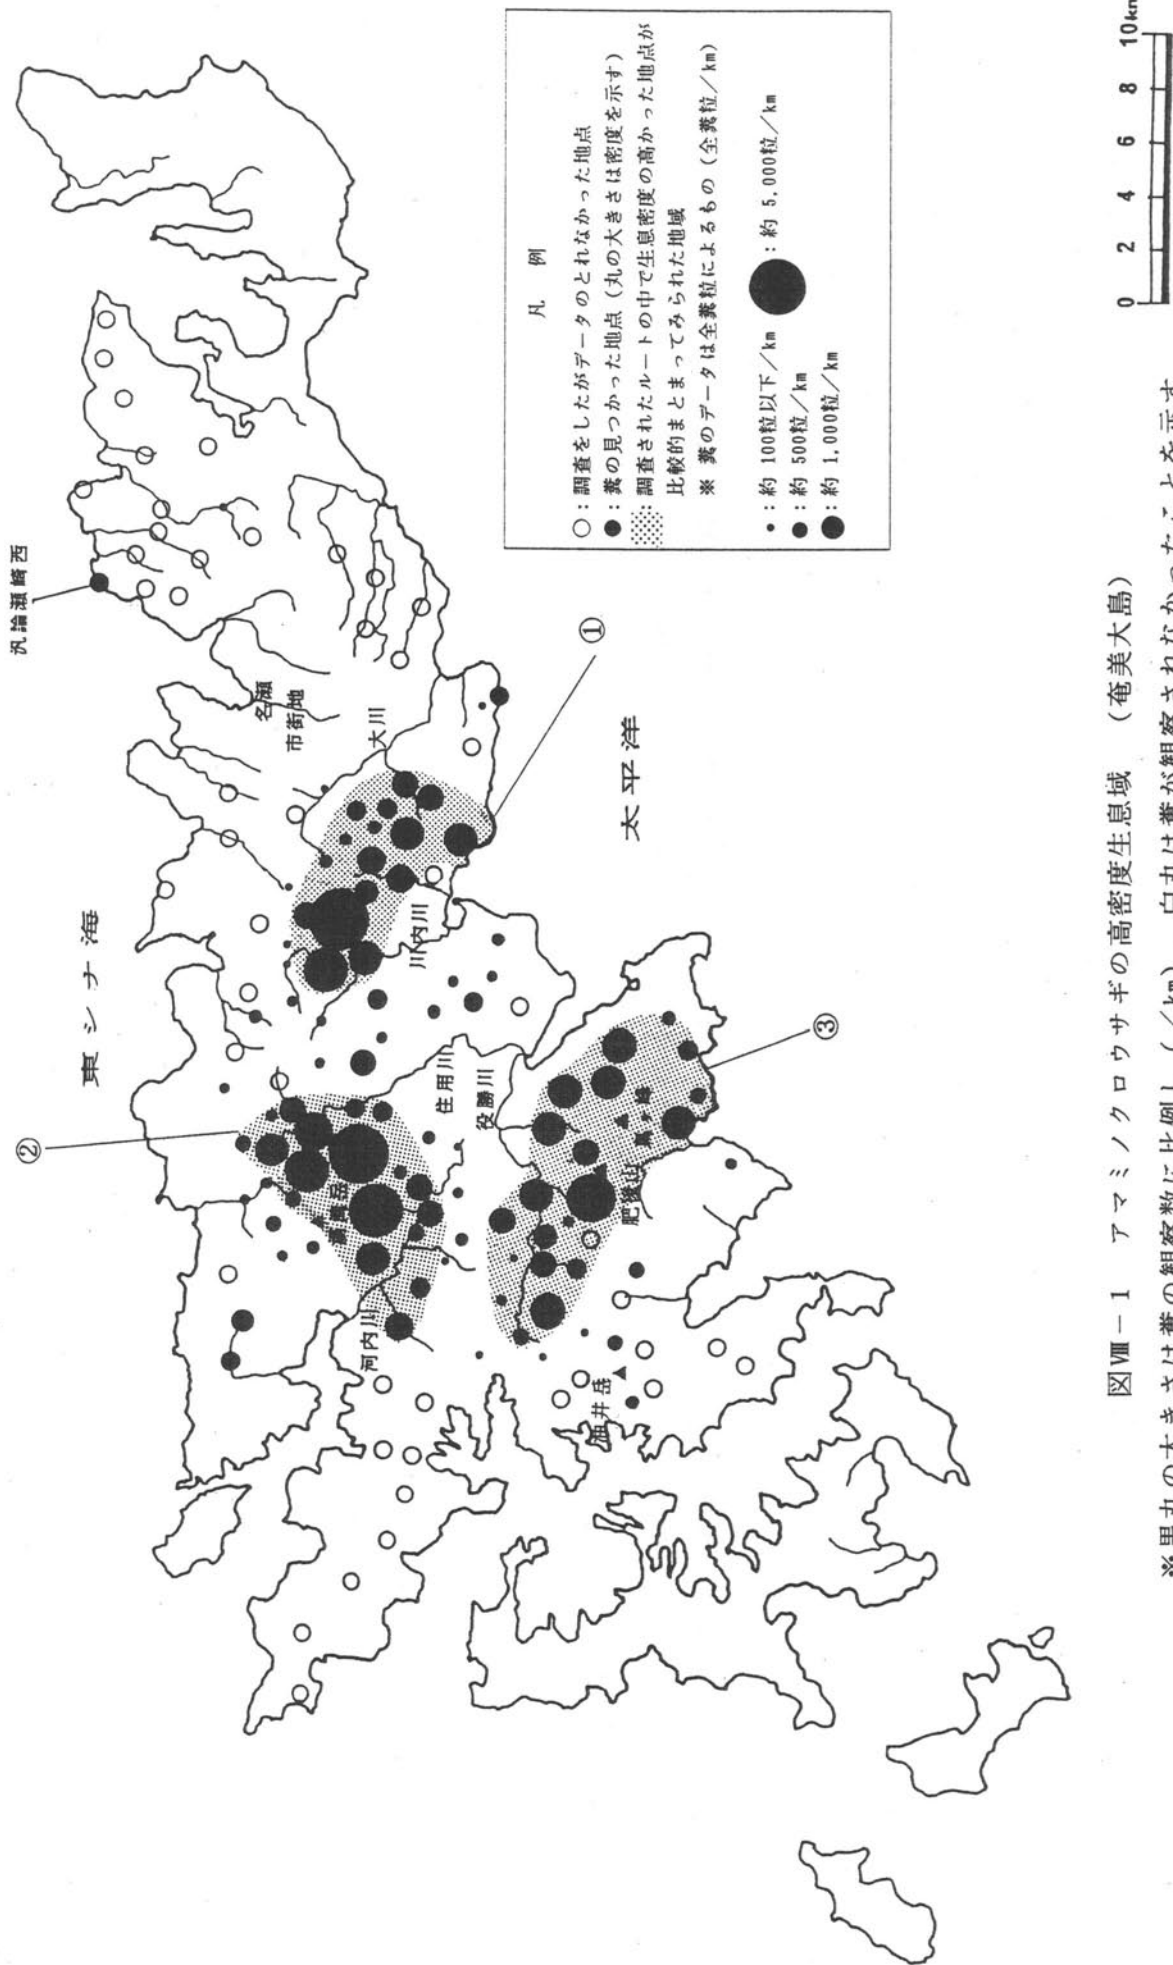 汎論瀬崎西
東シナ海
②
名瀬
市街地
大川
①
太平洋
川内川
住用川
役勝川
河内川
肥後山
油井岳
③
凡　例
○：調査をしたがデータのとれなかった地点
●：糞の見つかった地点（丸の大きさは密度を示す）
：調査されたルートの中で生息密度の高かった地点が
比較的まとまってみられた地域
※ 糞のデータは全糞粒によるもの（全糞粒／km）
・：約 100粒以下／km
●：約 500粒／km
●：約 1,000粒／km
●：約 5,000粒／km
0 2 4 6 8 10km
図Ⅷ－1　アマミノクロウサギの高密度生息域　（奄美大島）
※黒丸の大きさは糞の観察数に比例し（／km）、白丸は糞が観察されなかったことを示す